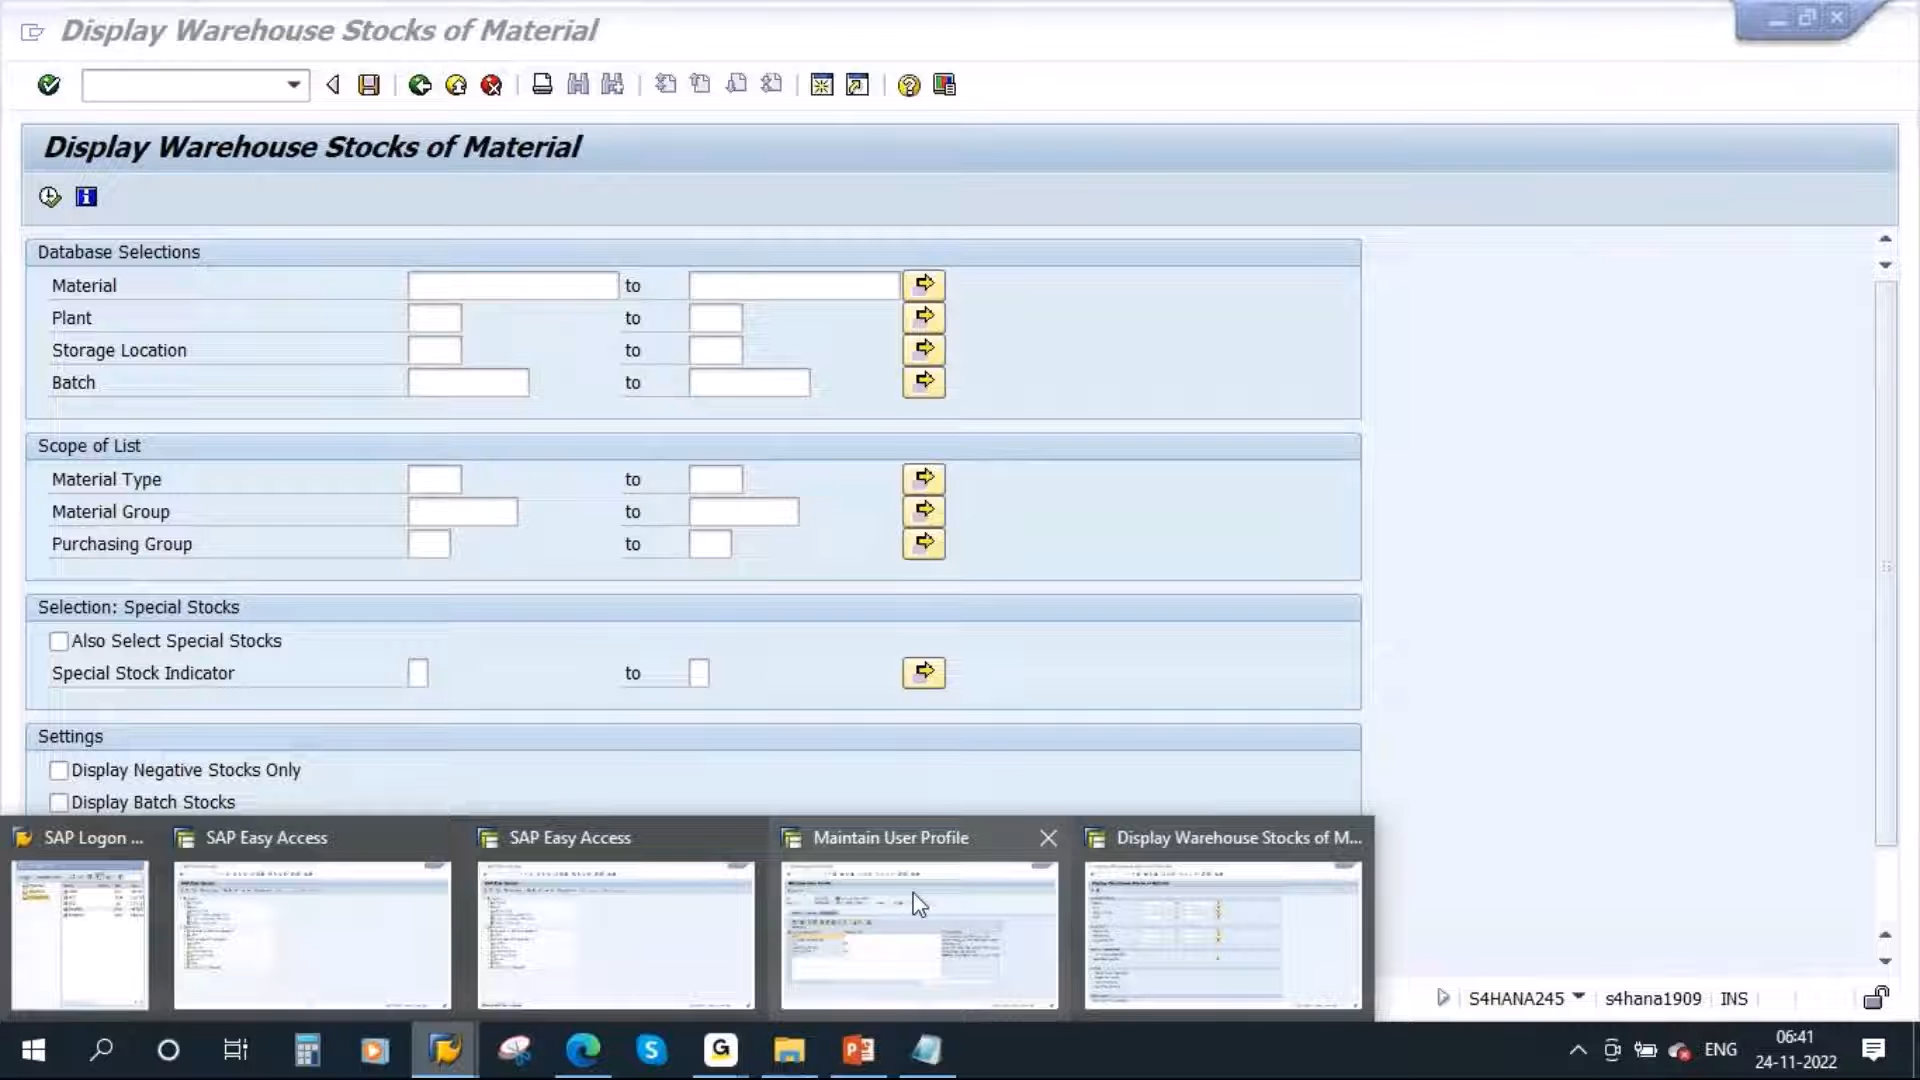 Display Warehouse Stocks of Material
Display Warehouse Stocks of Material
Database Selections
Material to
Plant to
Storage Location to
Batch to
Scope of List
Material Type to
Material Group to
Purchasing Group to
Selection: Special Stocks
Also Select Special Stocks
Special Stock Indicator to
Settings
Display Negative Stocks Only
Display Batch Stocks
SAP Logon ...
SAP Easy Access
SAP Easy Access
Maintain User Profile
Display Warehouse Stocks of M...
S4HANA245 s4hana1909 INS
ENG
06:41
24-11-2022